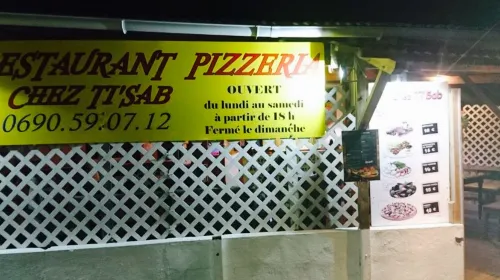 ESTAURANT PIZZERIA
CHEZ TI'SAB
0690.59.07.12
OUVERT
du lundi au samedi
à partir de 18 h
Fermé le dimanche
Sab